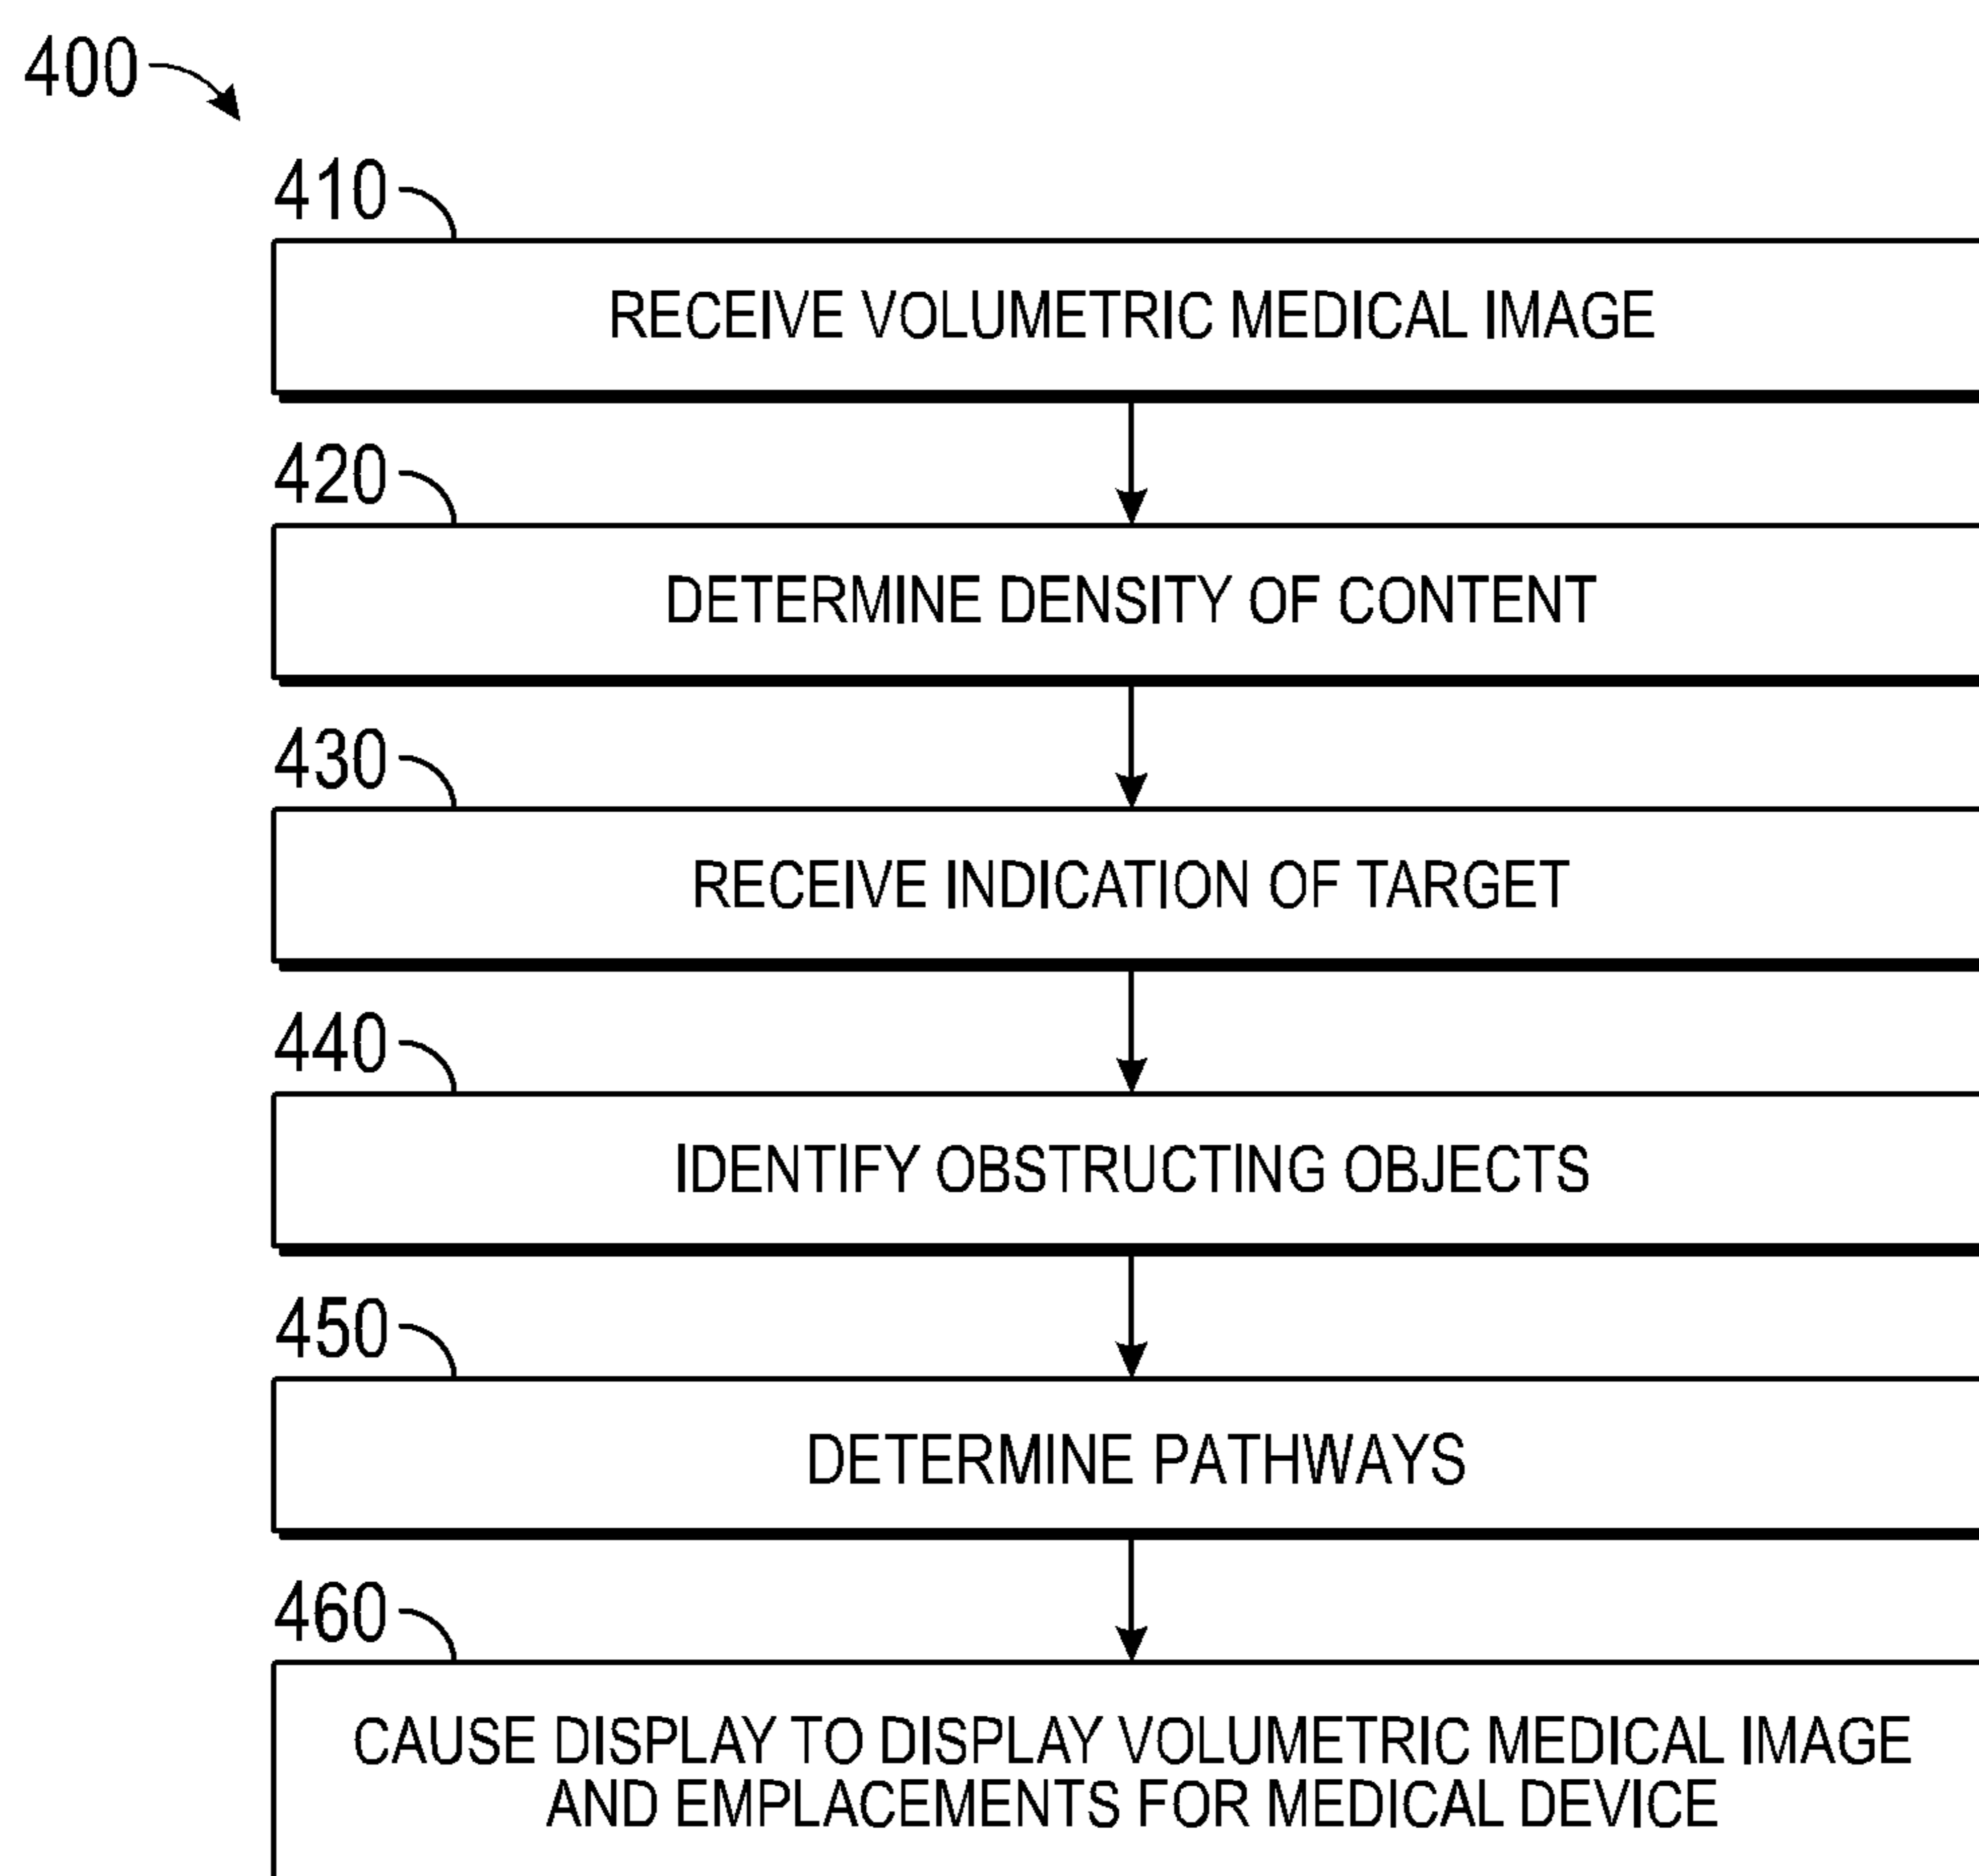 400
410
RECEIVE VOLUMETRIC MEDICAL IMAGE
420
DETERMINE DENSITY OF CONTENT
430
RECEIVE INDICATION OF TARGET
440
IDENTIFY OBSTRUCTING OBJECTS
450
DETERMINE PATHWAYS
460
CAUSE DISPLAY TO DISPLAY VOLUMETRIC MEDICAL IMAGE
AND EMPLACEMENTS FOR MEDICAL DEVICE